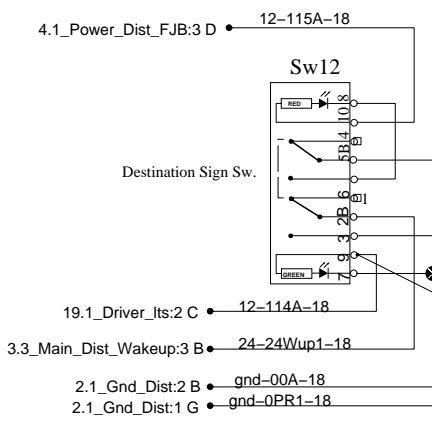 12-115A-18
4.1_Power_Dist_FJB:3 D
Sw12
8
RED
10
4
5B
Destination Sign Sw.
6
1
2B
3
9
GREEN
7
12-114A-18
19.1_Driver_lts:2 C
24-24Wup1-18
3.3_Main_Dist_Wakeup:3 B
gnd-00A-18
2.1_Gnd_Dist:2 B
gnd-0PR1-18
2.1_Gnd_Dist:1 G